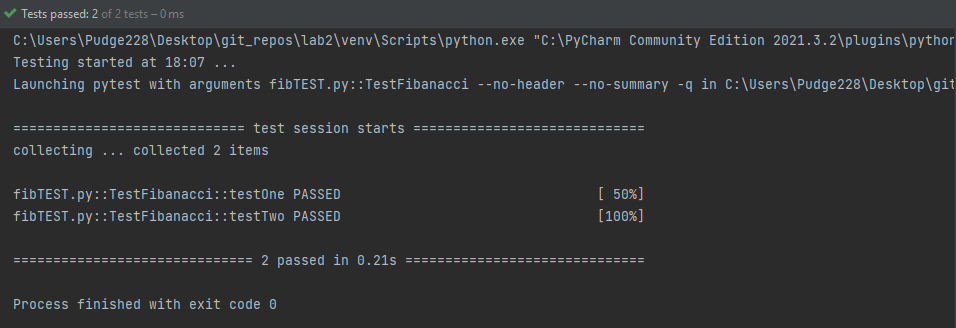 Tests passed: 2 of 2 tests – 0 ms
C:\Users\Pudge228\Desktop\git_repos\lab2\venv\Scripts\python.exe "C:\PyCharm Community Edition 2021.3.2\plugins\python
Testing started at 18:07 ...
Launching pytest with arguments fibTEST.py::TestFibanacci --no-header --no-summary -q in C:\Users\Pudge228\Desktop\git
============================= test session starts =============================
collecting ... collected 2 items
fibTEST.py::TestFibanacci::testOne PASSED [ 50%]
fibTEST.py::TestFibanacci::testTwo PASSED [100%]
============================== 2 passed in 0.21s ==============================
Process finished with exit code 0